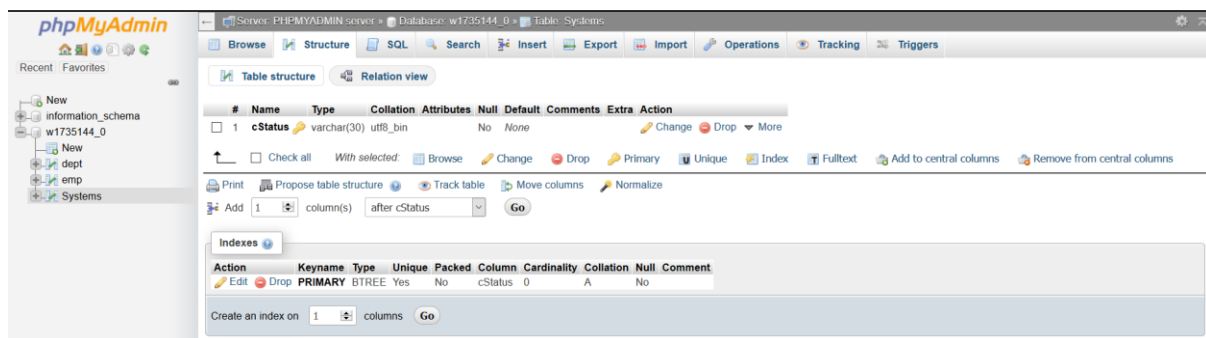 phpMyAdmin
Recent Favorites
New
information_schema
w1735144_0
New
dept
emp
Systems
Server: PHPMYADMIN server » Database: w1735144_0 » Table: Systems
Browse Structure SQL Search Insert Export Import Operations Tracking Triggers
Table structure Relation view
# Name Type Collation Attributes Null Default Comments Extra Action
1 cStatus varchar(30) utf8_bin No None Change Drop More
Check all With selected: Browse Change Drop Primary Unique Index Fulltext Add to central columns Remove from central columns
Print Propose table structure Track table Move columns Normalize
Add 1 column(s) after cStatus Go
Indexes
Action Keyname Type Unique Packed Column Cardinality Collation Null Comment
Edit Drop PRIMARY BTREE Yes No cStatus 0 A No
Create an index on 1 columns Go